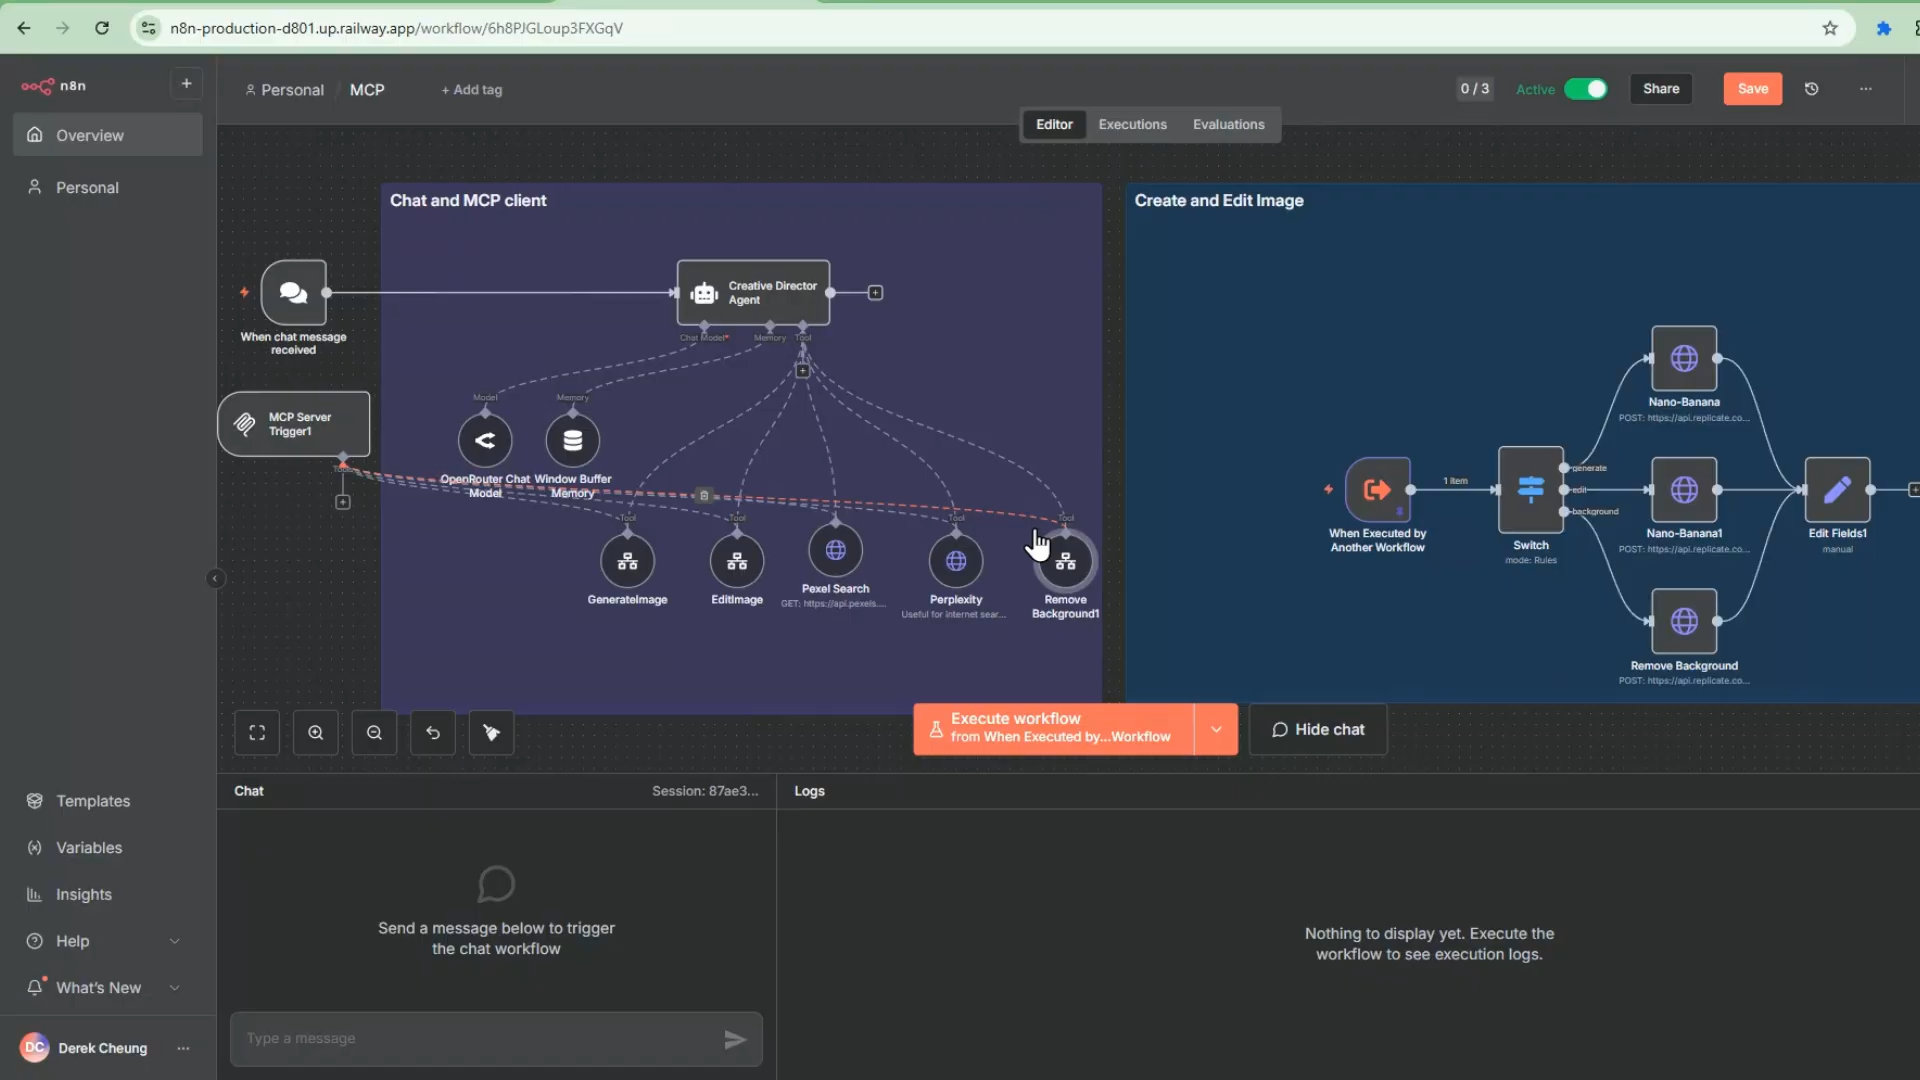 n8n-production-d801.up.railway.app/workflow/6h8PJGLoup3FXGqV
n8n
Personal / MCP
+ Add tag
0 / 3
Active
Share
Save
Editor
Executions
Evaluations
Overview
Personal
Chat and MCP client
Create and Edit Image
When chat message
received
Creative Director
Agent
Chat Model*
Memory
Tool
MCP Server
Trigger1
Tools
Model
Memory
OpenRouter Chat
Model
Window Buffer
Memory
Tool
Tool
Tool
Tool
GenerateImage
EditImage
Pexel Search
GET: https://api.pexels....
Perplexity
Useful for internet sear...
Remove
Background1
When Executed by
Another Workflow
1 item
Switch
mode: Rules
generate
edit
background
Nano-Banana
POST: https://api.replicate.co...
Nano-Banana1
POST: https://api.replicate.co...
Remove Background
POST: https://api.replicate.co...
Edit Fields1
manual
Execute workflow
from When Executed by...Workflow
Hide chat
Chat
Session: 87ae3...
Logs
Send a message below to trigger
the chat workflow
Type a message
Nothing to display yet. Execute the
workflow to see execution logs.
Templates
Variables
Insights
Help
What's New
DC
Derek Cheung